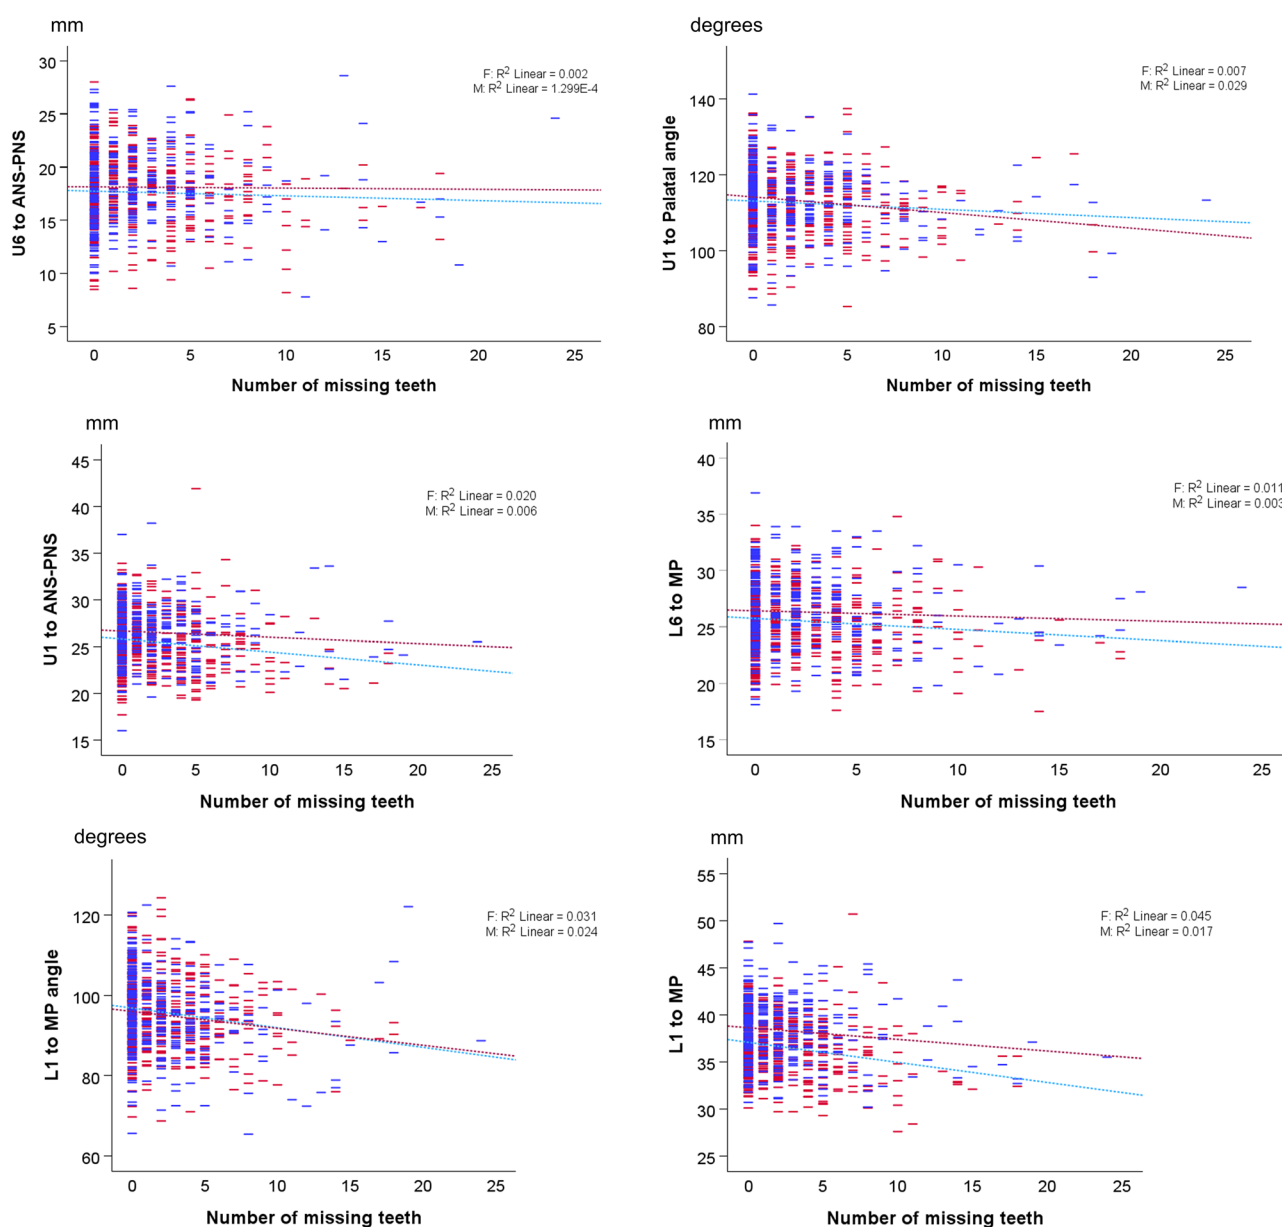 mm
30
25
20
15
10
5
U6 to ANS-PNS
F: R² Linear = 0.002
M: R² Linear = 1.299E-4
0 5 10 15 20 25
Number of missing teeth
degrees
140
120
100
80
U1 to Palatal angle
F: R² Linear = 0.007
M: R² Linear = 0.029
0 5 10 15 20 25
Number of missing teeth
mm
45
40
35
30
25
20
15
U1 to ANS-PNS
F: R² Linear = 0.020
M: R² Linear = 0.006
0 5 10 15 20 25
Number of missing teeth
mm
40
35
30
25
20
15
L6 to MP
F: R² Linear = 0.011
M: R² Linear = 0.003
0 5 10 15 20 25
Number of missing teeth
degrees
120
100
80
60
L1 to MP angle
F: R² Linear = 0.031
M: R² Linear = 0.024
0 5 10 15 20 25
Number of missing teeth
mm
55
50
45
40
35
30
25
L1 to MP
F: R² Linear = 0.045
M: R² Linear = 0.017
0 5 10 15 20 25
Number of missing teeth